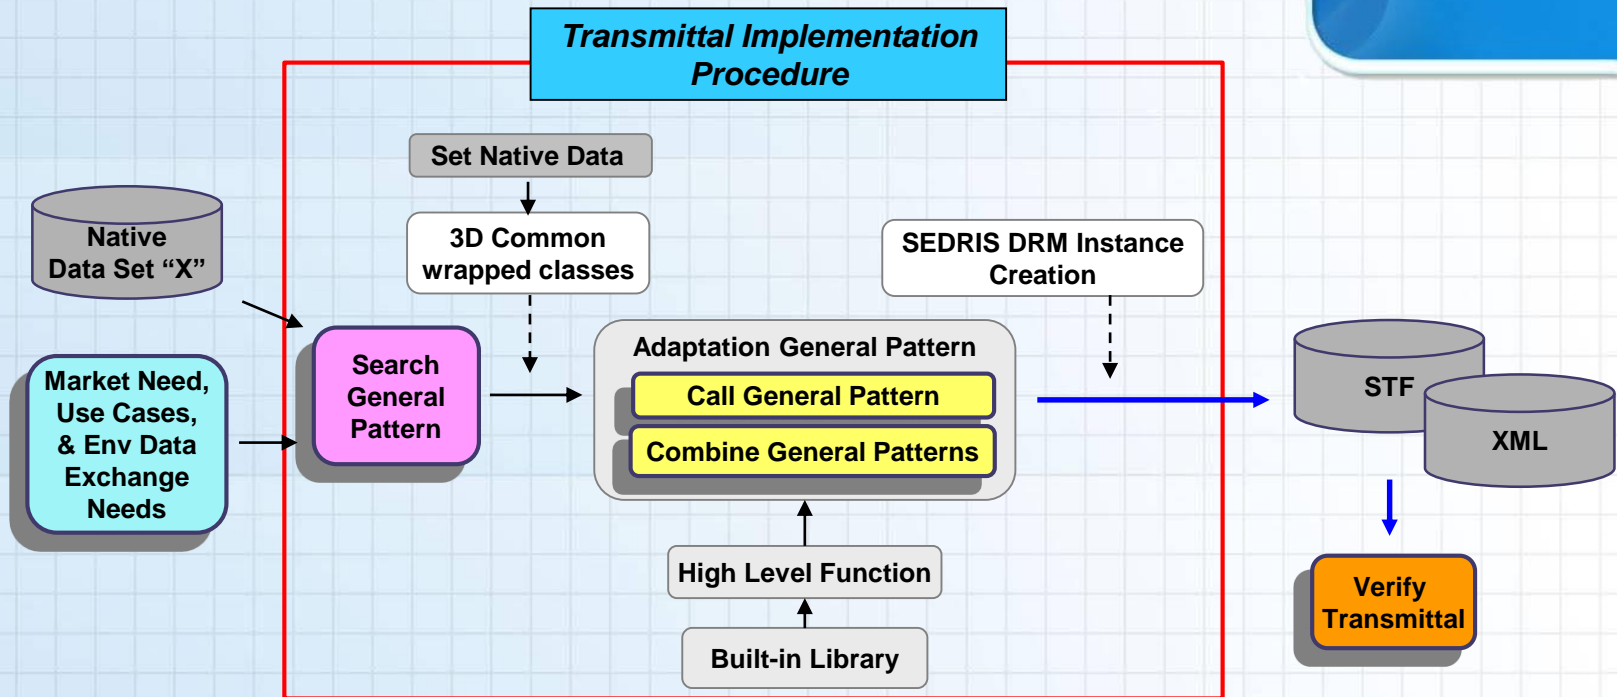 Transmittal Implementation
Procedure
Set Native Data
Native
Data Set “X”
3D Common
wrapped classes
SEDRIS DRM Instance
Creation
Market Need,
Use Cases,
& Env Data
Exchange
Needs
Search
General
Pattern
Adaptation General Pattern
Call General Pattern
Combine General Patterns
STF
XML
High Level Function
Built-in Library
Verify
Transmittal